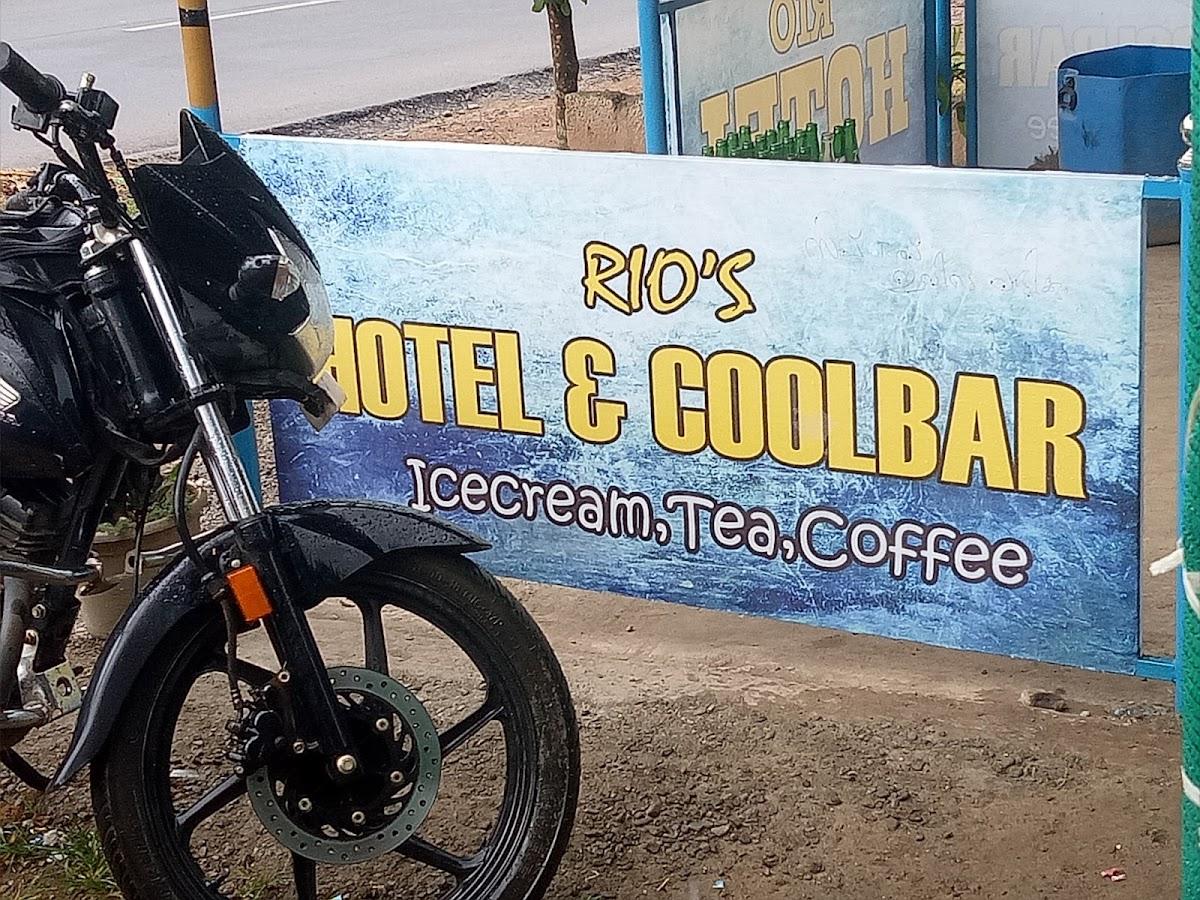 RIO'S
HOTEL & COOLBAR
Icecream,Tea,Coffee
RIO
HOTEL